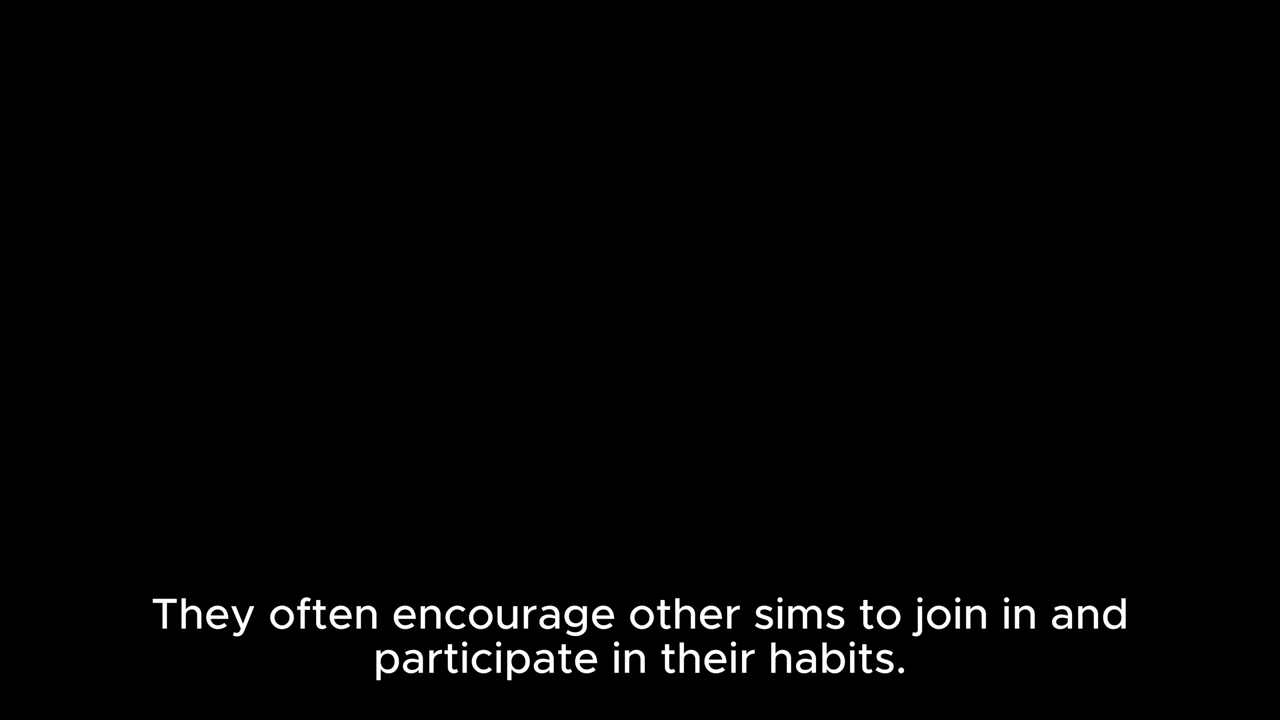 They often encourage other sims to join in and
participate in their habits.